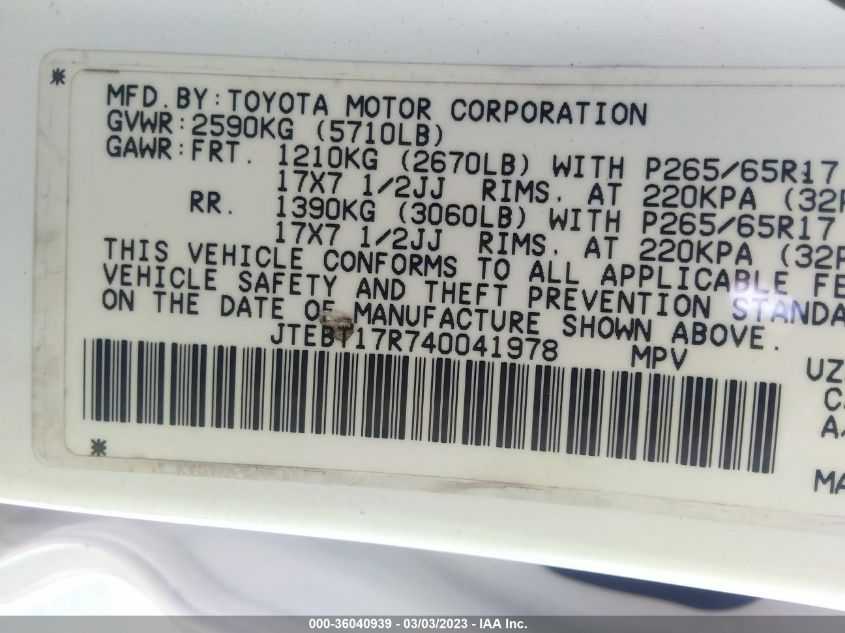 MFD.BY:TOYOTA MOTOR CORPORATION
GVWR:2590KG (5710LB)
GAWR:FRT. 1210KG (2670LB) WITH P265/65R17
17X7 1/2JJ RIMS, AT 220KPA (32P
RR. 1390KG (3060LB) WITH P265/65R17
17X7 1/2JJ RIMS, AT 220KPA (32P
THIS VEHICLE CONFORMS TO ALL APPLICABLE FE
VEHICLE SAFETY AND THEFT PREVENTION STANDA
ON THE DATE OF MANUFACTURE SHOWN ABOVE.
MPV
VZ
MA
000-36040939 - 03/03/2023 - IAA Inc.